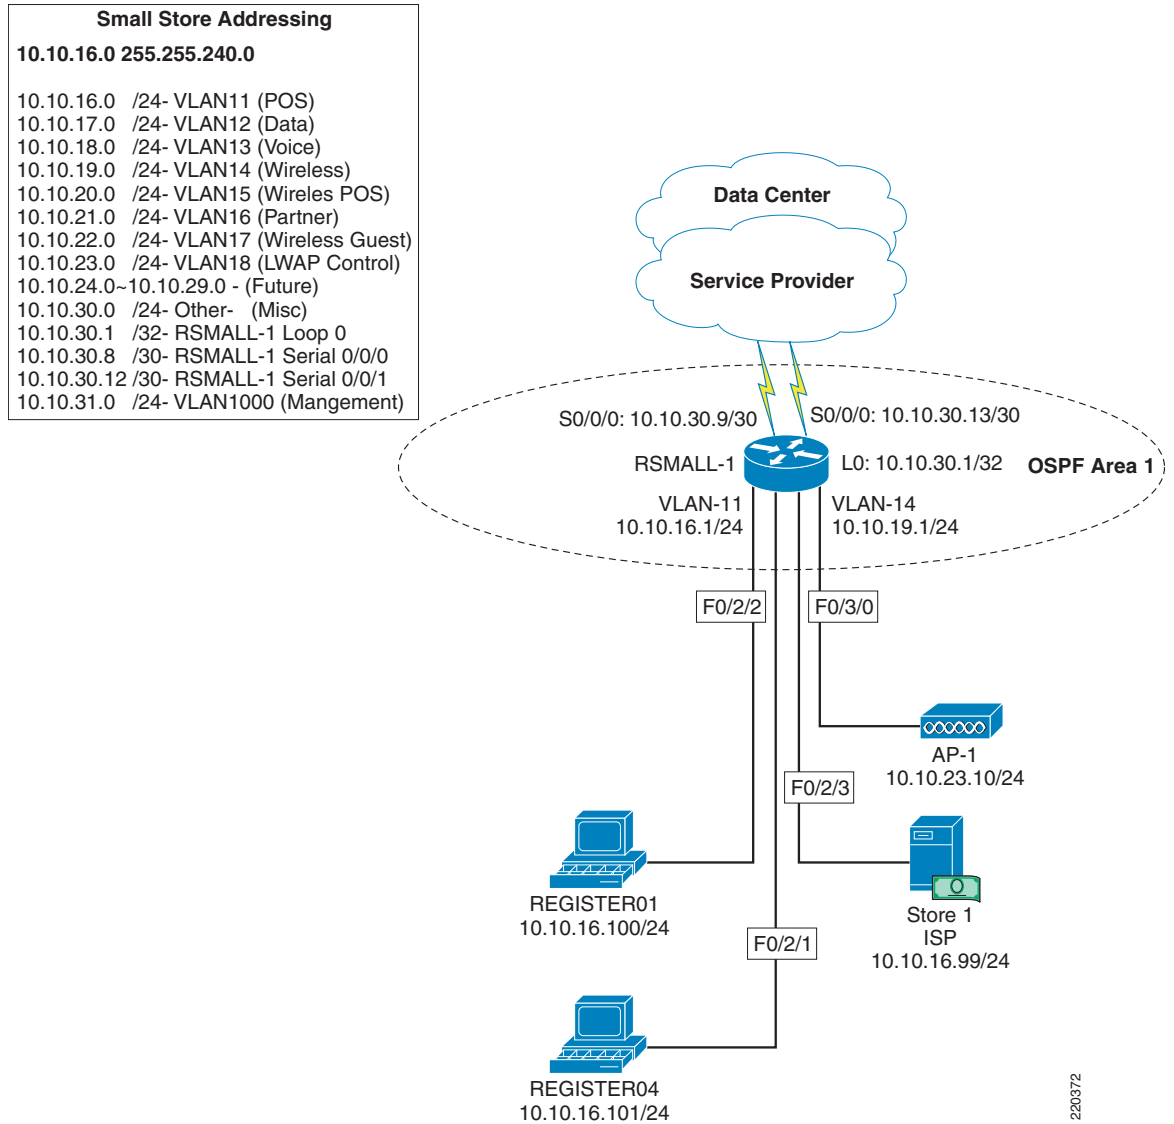 Small Store Addressing
10.10.16.0 255.255.240.0
10.10.16.0 /24- VLAN11 (POS)
10.10.17.0 /24- VLAN12 (Data)
10.10.18.0 /24- VLAN13 (Voice)
10.10.19.0 /24- VLAN14 (Wireless)
10.10.20.0 /24- VLAN15 (Wireles POS)
10.10.21.0 /24- VLAN16 (Partner)
10.10.22.0 /24- VLAN17 (Wireless Guest)
10.10.23.0 /24- VLAN18 (LWAP Control)
10.10.24.0~10.10.29.0 - (Future)
10.10.30.0 /24- Other- (Misc)
10.10.30.1 /32- RSMALL-1 Loop 0
10.10.30.8 /30- RSMALL-1 Serial 0/0/0
10.10.30.12 /30- RSMALL-1 Serial 0/0/1
10.10.31.0 /24- VLAN1000 (Mangement)
Data Center
Service Provider
S0/0/0: 10.10.30.9/30
S0/0/0: 10.10.30.13/30
RSMALL-1
L0: 10.10.30.1/32
OSPF Area 1
VLAN-11
10.10.16.1/24
VLAN-14
10.10.19.1/24
F0/2/2
F0/3/0
AP-1
10.10.23.10/24
F0/2/3
REGISTER01
10.10.16.100/24
Store 1
ISP
10.10.16.99/24
F0/2/1
REGISTER04
10.10.16.101/24
220372